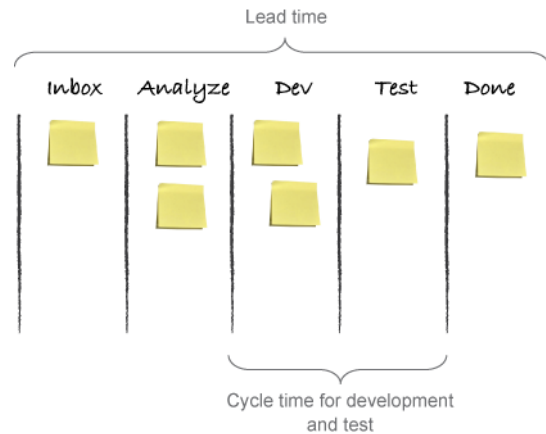 Lead time
Inbox Analyze Dev Test Done
Cycle time for development
and test